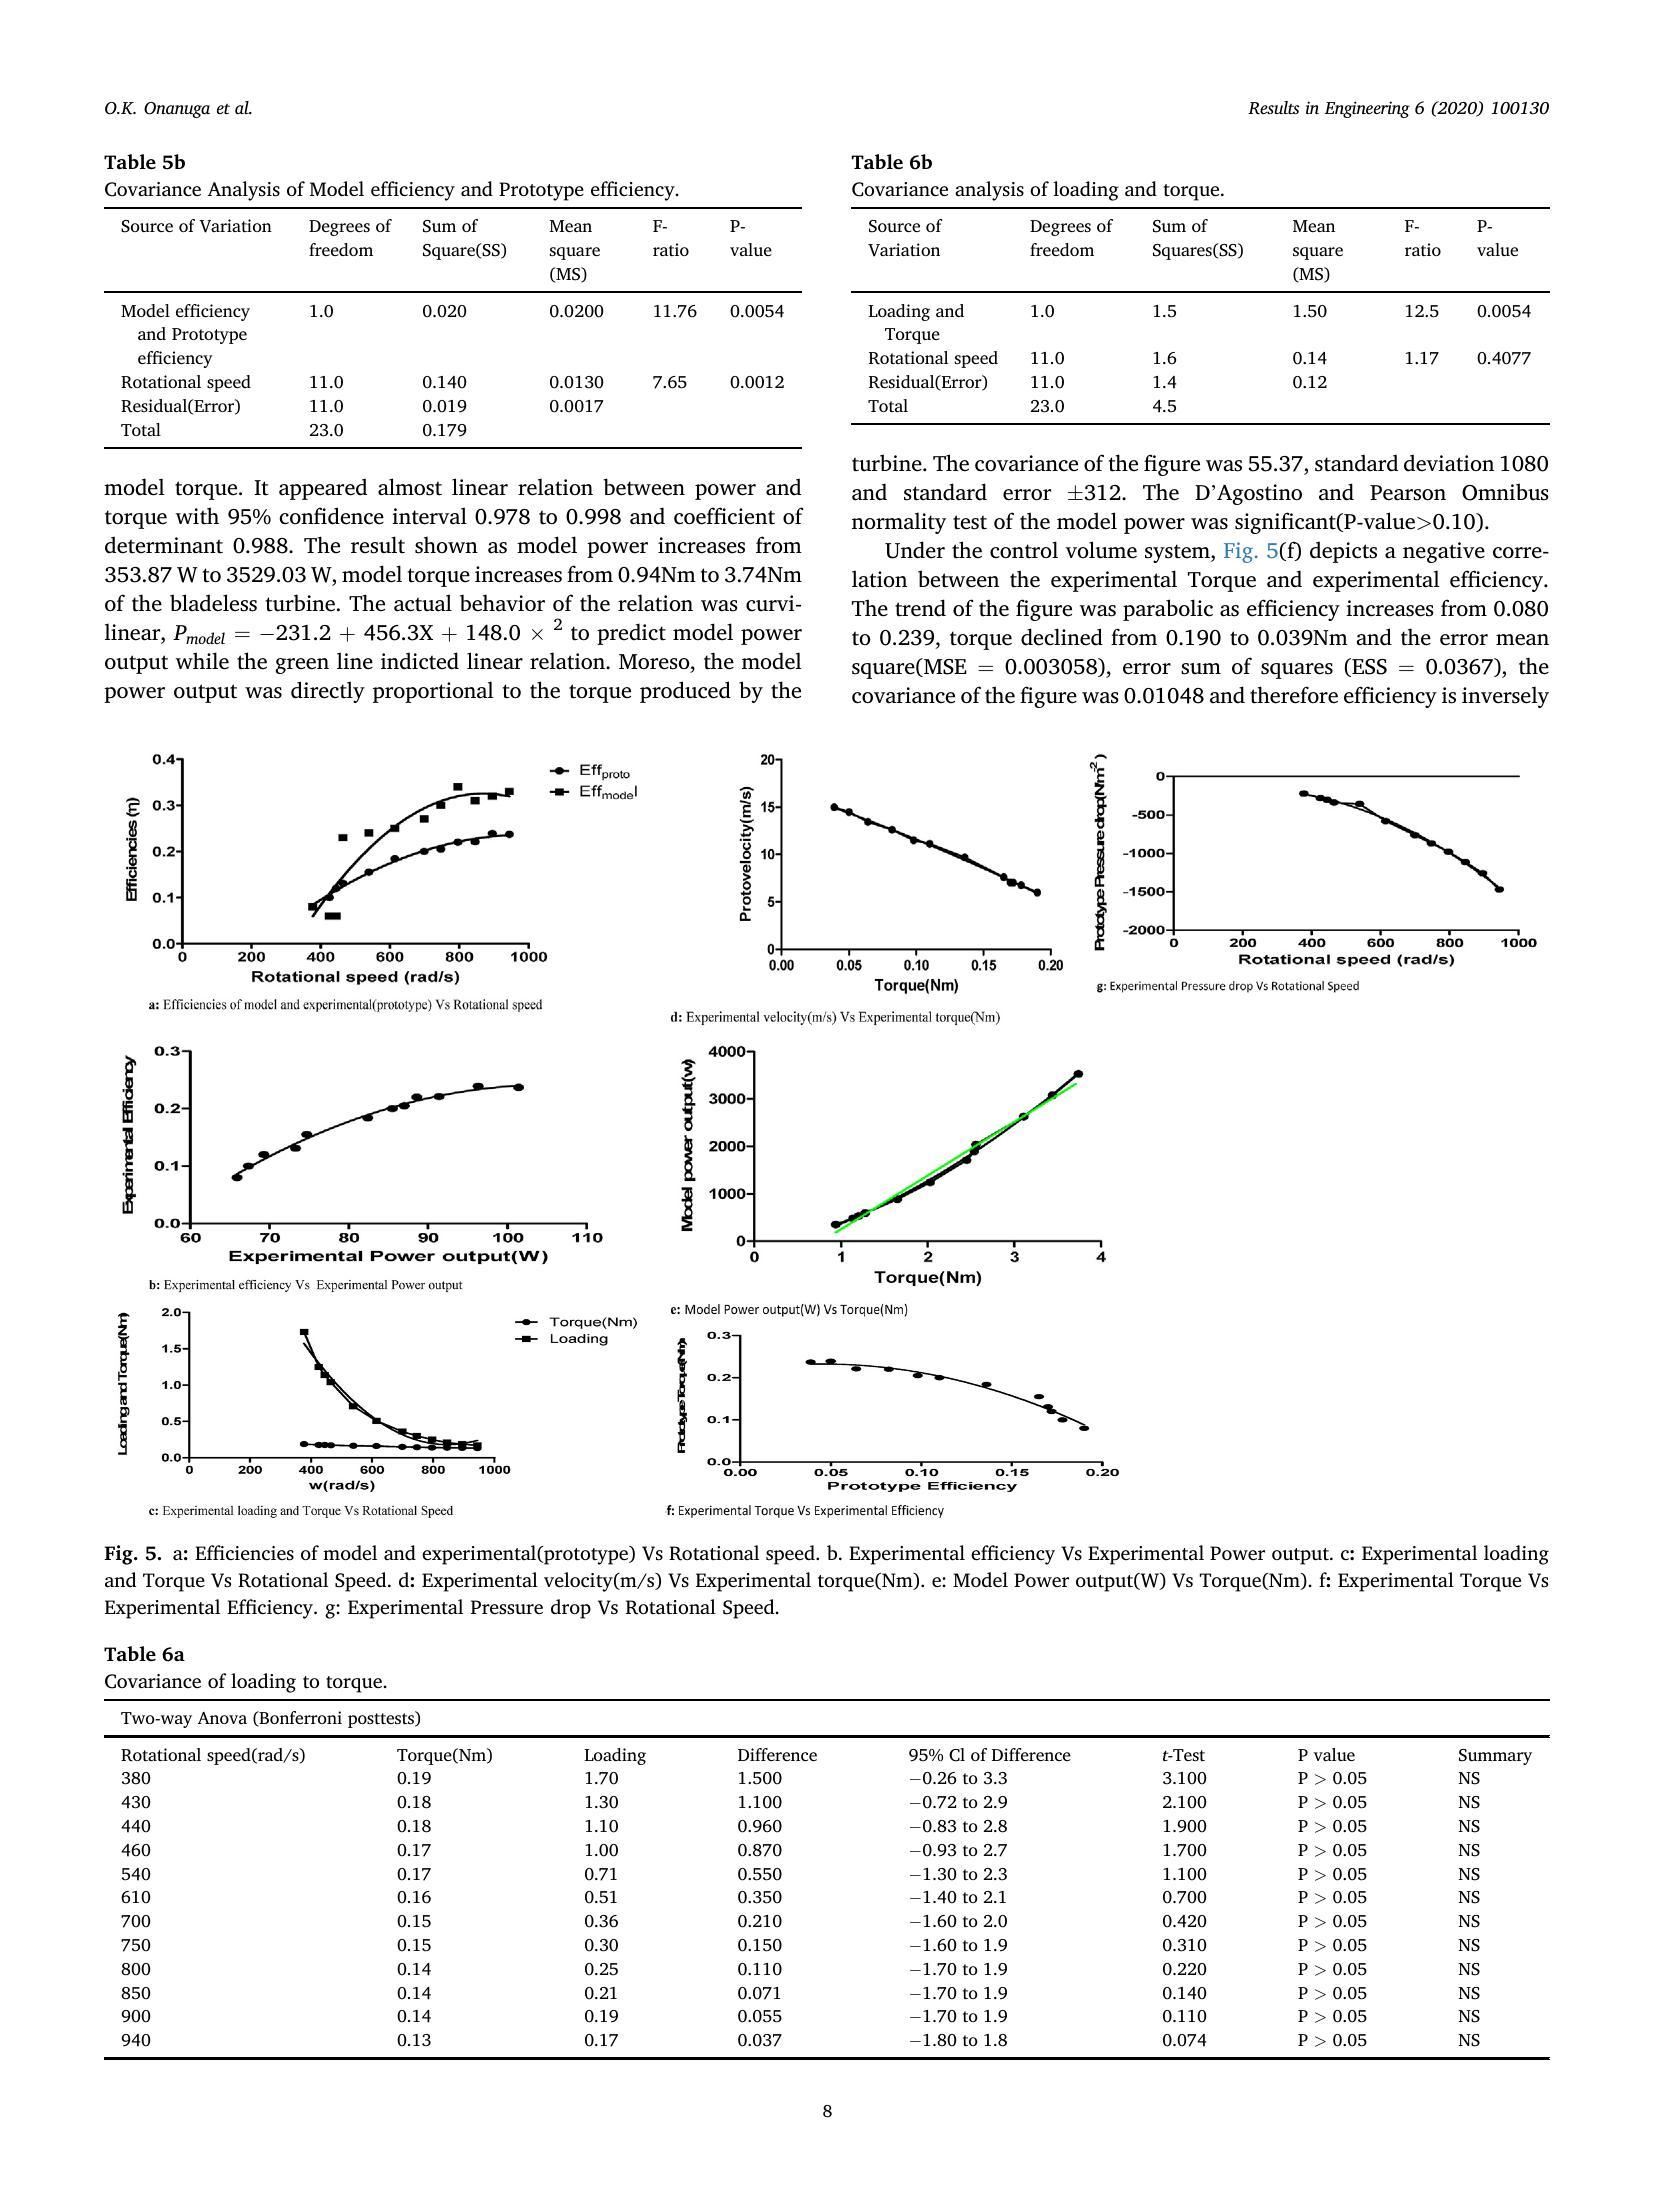 O.K. Onanuga et al.
Results in Engineering 6 (2020) 100130
Table 5b
Covariance Analysis of Model efficiency and Prototype efficiency.
Source of Variation Degrees of freedom Sum of Square(SS) Mean square (MS) F-ratio P-value
Model efficiency and Prototype efficiency 1.0 0.020 0.0200 11.76 0.0054
Rotational speed 11.0 0.140 0.0130 7.65 0.0012
Residual(Error) 11.0 0.019 0.0017
Total 23.0 0.179
model torque. It appeared almost linear relation between power and
torque with 95% confidence interval 0.978 to 0.998 and coefficient of
determinant 0.988. The result shown as model power increases from
353.87 W to 3529.03 W, model torque increases from 0.94Nm to 3.74Nm
of the bladeless turbine. The actual behavior of the relation was curvi-
linear, Pmodel = −231.2 + 456.3X + 148.0 × 2 to predict model power
output while the green line indicted linear relation. Moreso, the model
power output was directly proportional to the torque produced by the
Table 6b
Covariance analysis of loading and torque.
Source of Variation Degrees of freedom Sum of Squares(SS) Mean square (MS) F-ratio P-value
Loading and Torque 1.0 1.5 1.50 12.5 0.0054
Rotational speed 11.0 1.6 0.14 1.17 0.4077
Residual(Error) 11.0 1.4 0.12
Total 23.0 4.5
turbine. The covariance of the figure was 55.37, standard deviation 1080
and standard error ±312. The D’Agostino and Pearson Omnibus
normality test of the model power was significant(P-value>0.10).
Under the control volume system, Fig. 5(f) depicts a negative corre-
lation between the experimental Torque and experimental efficiency.
The trend of the figure was parabolic as efficiency increases from 0.080
to 0.239, torque declined from 0.190 to 0.039Nm and the error mean
square(MSE = 0.003058), error sum of squares (ESS = 0.0367), the
covariance of the figure was 0.01048 and therefore efficiency is inversely
Efficiencies (η)
0.4
0.3
0.2
0.1
0.0
0 200 400 600 800 1000
Rotational speed (rad/s)
Effproto
Effmodel
a: Efficiencies of model and experimental(prototype) Vs Rotational speed
Experimental Efficiency
0.3
0.2
0.1
0.0
60 70 80 90 100 110
Experimental Power output(W)
b: Experimental efficiency Vs Experimental Power output
Loading and Torque(Nm)
2.0
1.5
1.0
0.5
0.0
0 200 400 600 800 1000
w(rad/s)
Torque(Nm)
Loading
c: Experimental loading and Torque Vs Rotational Speed
Protovelocity(m/s)
20
15
10
5
0
0.00 0.05 0.10 0.15 0.20
Torque(Nm)
d: Experimental velocity(m/s) Vs Experimental torque(Nm)
Model power output(w)
4000
3000
2000
1000
0
0 1 2 3 4
Torque(Nm)
e: Model Power output(W) Vs Torque(Nm)
Prototype Torque(Nm)
0.3
0.2
0.1
0.0
0.00 0.05 0.10 0.15 0.20
Prototype Efficiency
f: Experimental Torque Vs Experimental Efficiency
Prototype Pressure drop(Nm2)
0
-500
-1000
-1500
-2000
0 200 400 600 800 1000
Rotational speed (rad/s)
g: Experimental Pressure drop Vs Rotational Speed
Fig. 5. a: Efficiencies of model and experimental(prototype) Vs Rotational speed. b. Experimental efficiency Vs Experimental Power output. c: Experimental loading
and Torque Vs Rotational Speed. d: Experimental velocity(m/s) Vs Experimental torque(Nm). e: Model Power output(W) Vs Torque(Nm). f: Experimental Torque Vs
Experimental Efficiency. g: Experimental Pressure drop Vs Rotational Speed.
Table 6a
Covariance of loading to torque.
Two-way Anova (Bonferroni posttests)
Rotational speed(rad/s) Torque(Nm) Loading Difference 95% Cl of Difference t-Test P value Summary
380 0.19 1.70 1.500 −0.26 to 3.3 3.100 P > 0.05 NS
430 0.18 1.30 1.100 −0.72 to 2.9 2.100 P > 0.05 NS
440 0.18 1.10 0.960 −0.83 to 2.8 1.900 P > 0.05 NS
460 0.17 1.00 0.870 −0.93 to 2.7 1.700 P > 0.05 NS
540 0.17 0.71 0.550 −1.30 to 2.3 1.100 P > 0.05 NS
610 0.16 0.51 0.350 −1.40 to 2.1 0.700 P > 0.05 NS
700 0.15 0.36 0.210 −1.60 to 2.0 0.420 P > 0.05 NS
750 0.15 0.30 0.150 −1.60 to 1.9 0.310 P > 0.05 NS
800 0.14 0.25 0.110 −1.70 to 1.9 0.220 P > 0.05 NS
850 0.14 0.21 0.071 −1.70 to 1.9 0.140 P > 0.05 NS
900 0.14 0.19 0.055 −1.70 to 1.9 0.110 P > 0.05 NS
940 0.13 0.17 0.037 −1.80 to 1.8 0.074 P > 0.05 NS
8